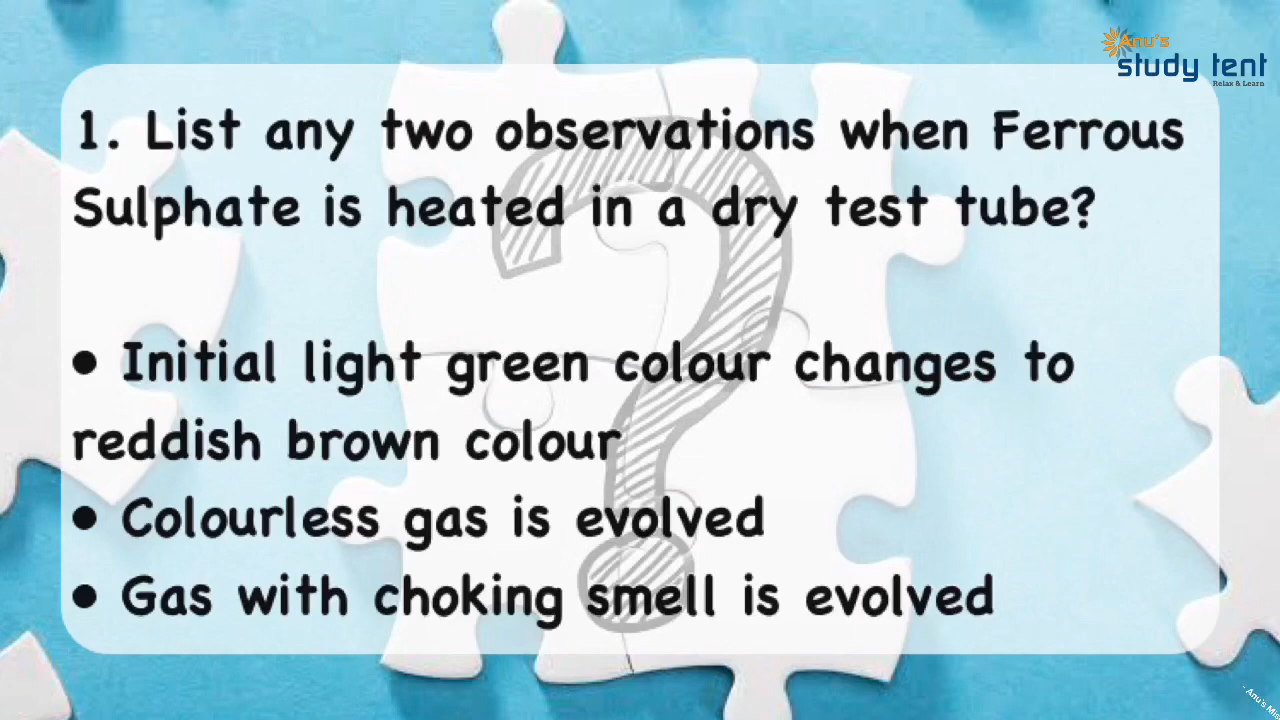 Anu's
study tent
Relax & Learn
1. List any two observations when Ferrous
Sulphate is heated in a dry test tube?
• Initial light green colour changes to
reddish brown colour
• Colourless gas is evolved
• Gas with choking smell is evolved
- Anu's